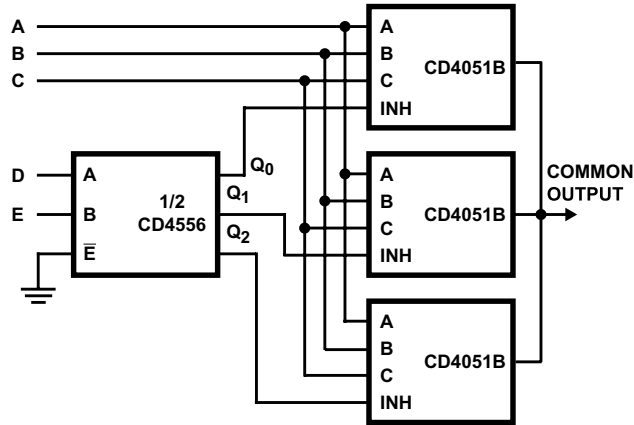 A
B
C
A
B
C
INH
CD4051B
D
E
A
B
E̅
1/2
CD4556
Q0
Q1
Q2
A
B
C
INH
CD4051B
COMMON
OUTPUT
A
B
C
INH
CD4051B